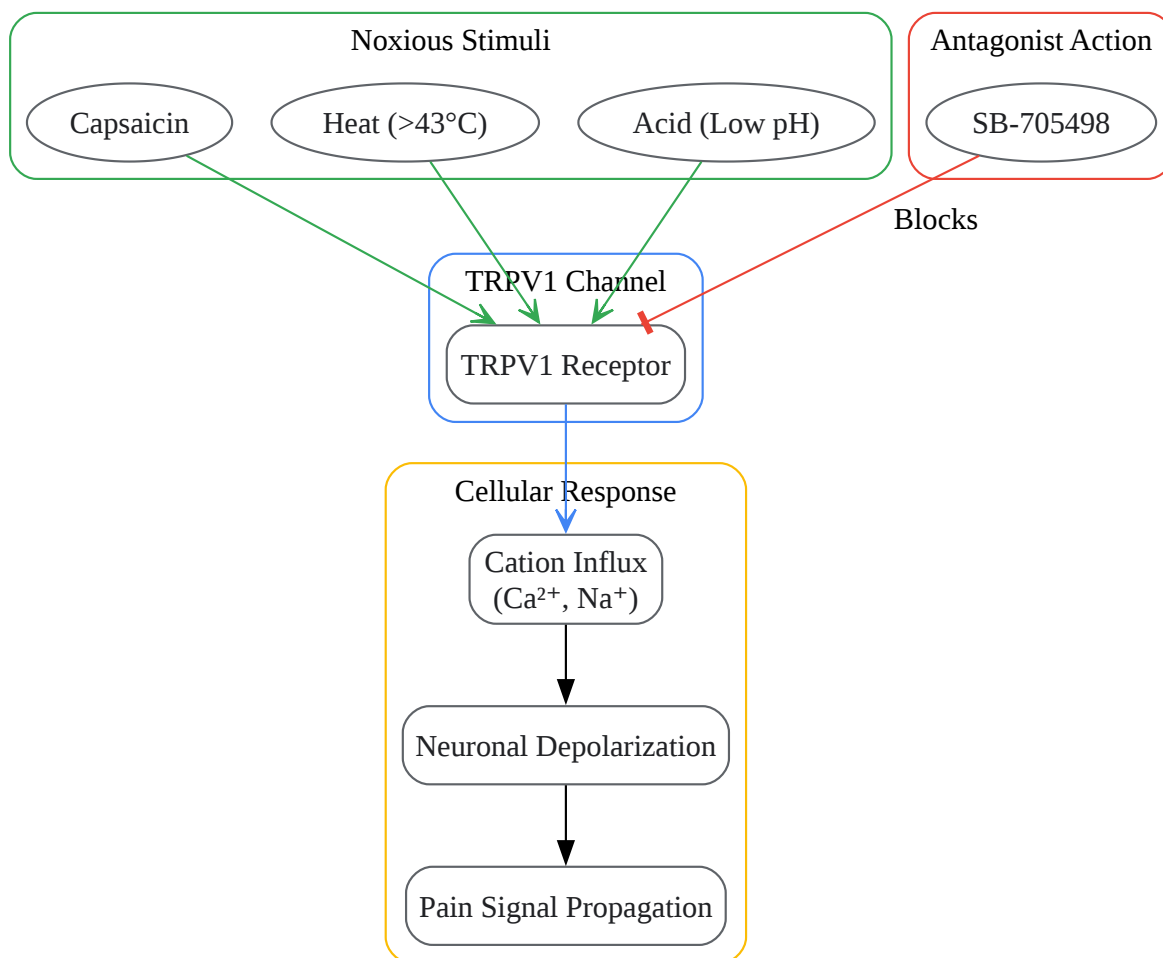 Noxious Stimuli
Antagonist Action
Capsaicin
Heat (>43°C)
Acid (Low pH)
SB-705498
Blocks
TRPV1 Channel
TRPV1 Receptor
Cellular Response
Cation Influx
(Ca²⁺, Na⁺)
Neuronal Depolarization
Pain Signal Propagation